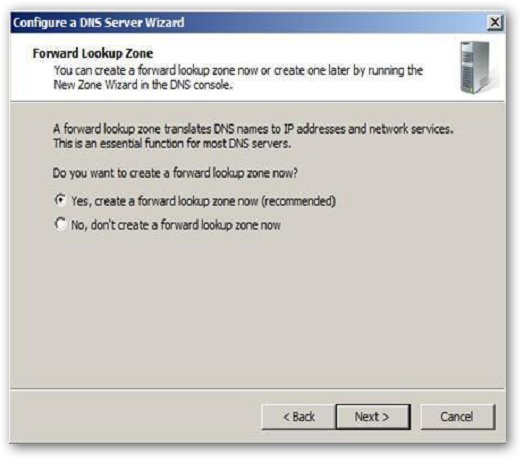 Configure a DNS Server Wizard
Forward Lookup Zone
You can create a forward lookup zone now or create one later by running the
New Zone Wizard in the DNS console.
A forward lookup zone translates DNS names to IP addresses and network services.
This is an essential function for most DNS servers.
Do you want to create a forward lookup zone now?
Yes, create a forward lookup zone now (recommended)
No, don't create a forward lookup zone now
< Back Next > Cancel